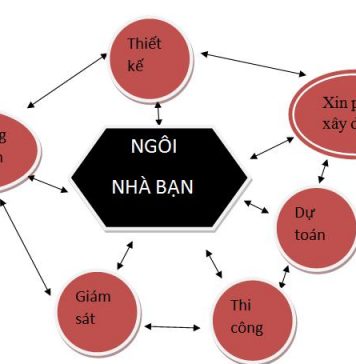 Thiết
kế
Xin
xây
NGÔI
NHÀ BẠN
Dự
toán
Giám
sát
Thi
công